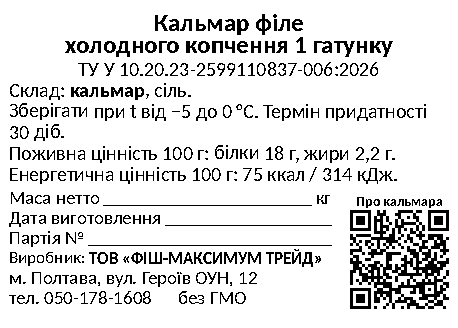 Кальмар філе
холодного копчення 1 гатунку
ТУ У 10.20.23-2599110837-006:2026
Склад: кальмар, сіль.
Зберігати при t від −5 до 0 °С. Термін придатності
30 діб.
Поживна цінність 100 г: білки 18 г, жири 2,2 г.
Енергетична цінність 100 г: 75 ккал / 314 кДж.
Маса нетто ________________________ кг
Дата виготовлення ___________________
Партія № ____________________________
Про кальмара
Виробник: ТОВ «ФІШ-МАКСИМУМ ТРЕЙД»
м. Полтава, вул. Героїв ОУН, 12
тел. 050-178-1608 без ГМО